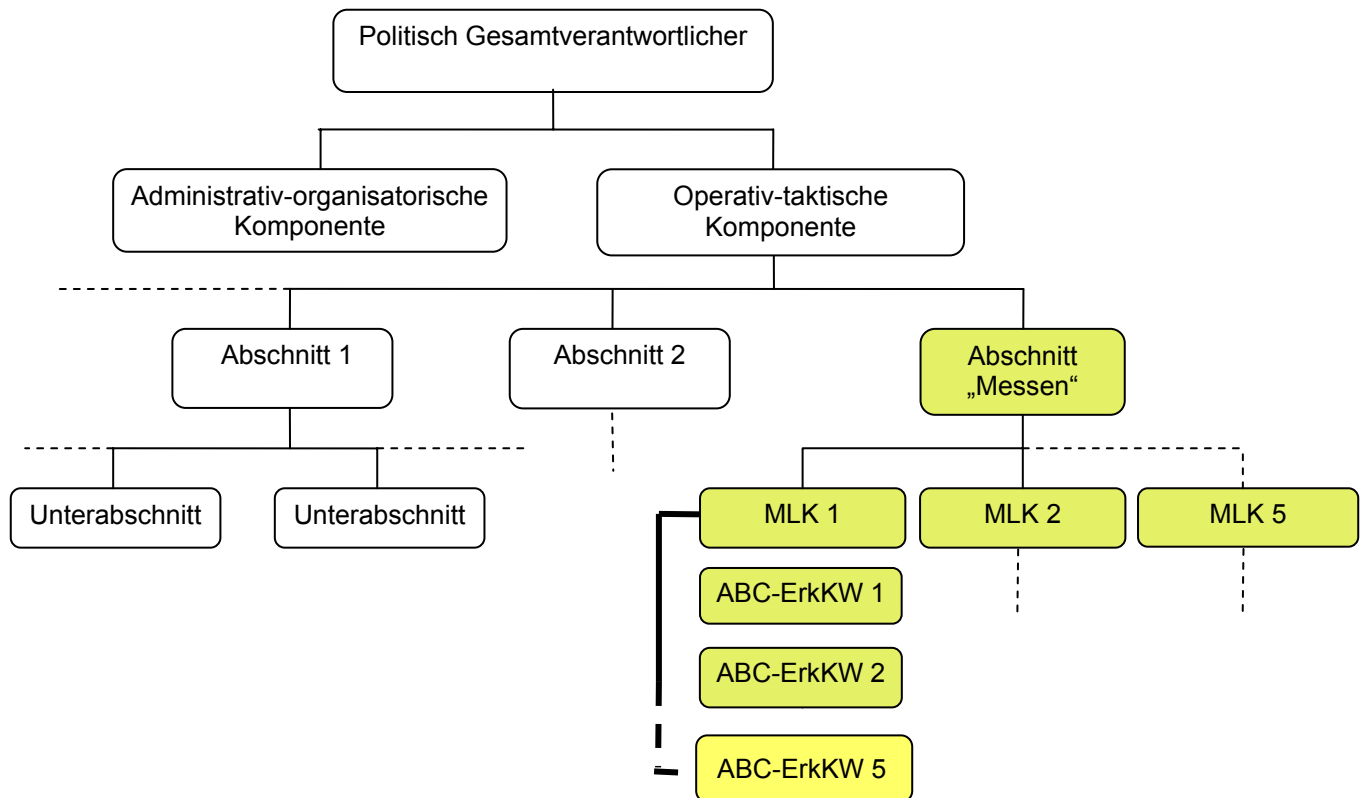 Politisch Gesamtverantwortlicher
Administrativ-organisatorische
Komponente
Operativ-taktische
Komponente
Abschnitt 1
Abschnitt 2
Abschnitt
„Messen“
Unterabschnitt
Unterabschnitt
MLK 1
MLK 2
MLK 5
ABC-ErkKW 1
ABC-ErkKW 2
ABC-ErkKW 5